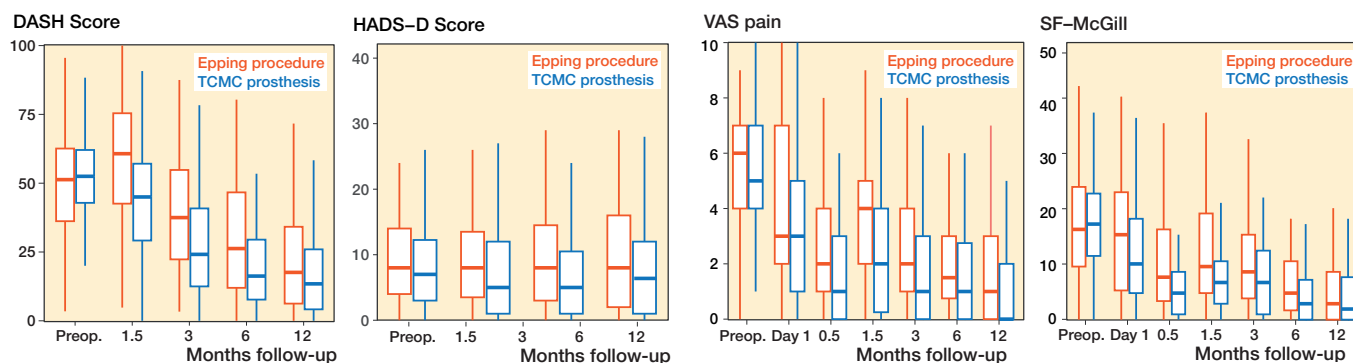 DASH Score
100
75
50
25
0
Epping procedure
TCMC prosthesis
Preop. 1.5 3 6 12
Months follow-up
HADS–D Score
40
30
20
10
0
Epping procedure
TCMC prosthesis
Preop. 1.5 3 6 12
Months follow-up
VAS pain
10
8
6
4
2
0
Epping procedure
TCMC prosthesis
Preop. Day 1 0.5 1.5 3 6 12
Months follow-up
SF–McGill
50
40
30
20
10
0
Epping procedure
TCMC prosthesis
Preop. Day 1 0.5 1.5 3 6 12
Months follow-up